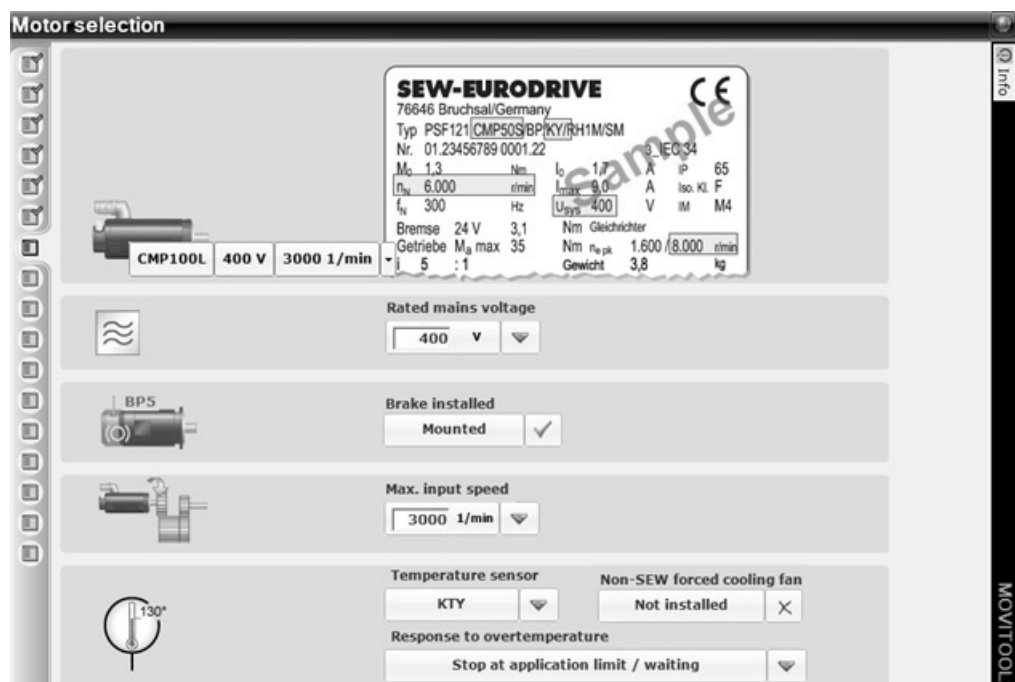 Motor selection
Info
SEW-EURODRIVE CE
76646 Bruchsal/Germany
Typ PSF121 CMP50S/BP/KY/RH1M/SM
Nr. 01.23456789 0001.22 3 IEC 34
M0 1,3 Nm I0 1,7 A IP 65
nN 6.000 r/min Imax 9,0 A Iso. Kl. F
fN 300 Hz Usys 400 V IM M4
Bremse 24 V 3,1 Nm Gleichrichter
Getriebe Ma max 35 Nm ne pk 1.600 / 8.000 r/min
i 5 :1 Gewicht 3,8 kg
Sample
CMP100L 400 V 3000 1/min
Rated mains voltage
400 V
BP5
Brake installed
Mounted
Max. input speed
3000 1/min
Temperature sensor Non-SEW forced cooling fan
130°
KTY Not installed
Response to overtemperature
Stop at application limit / waiting
MOVITOOL